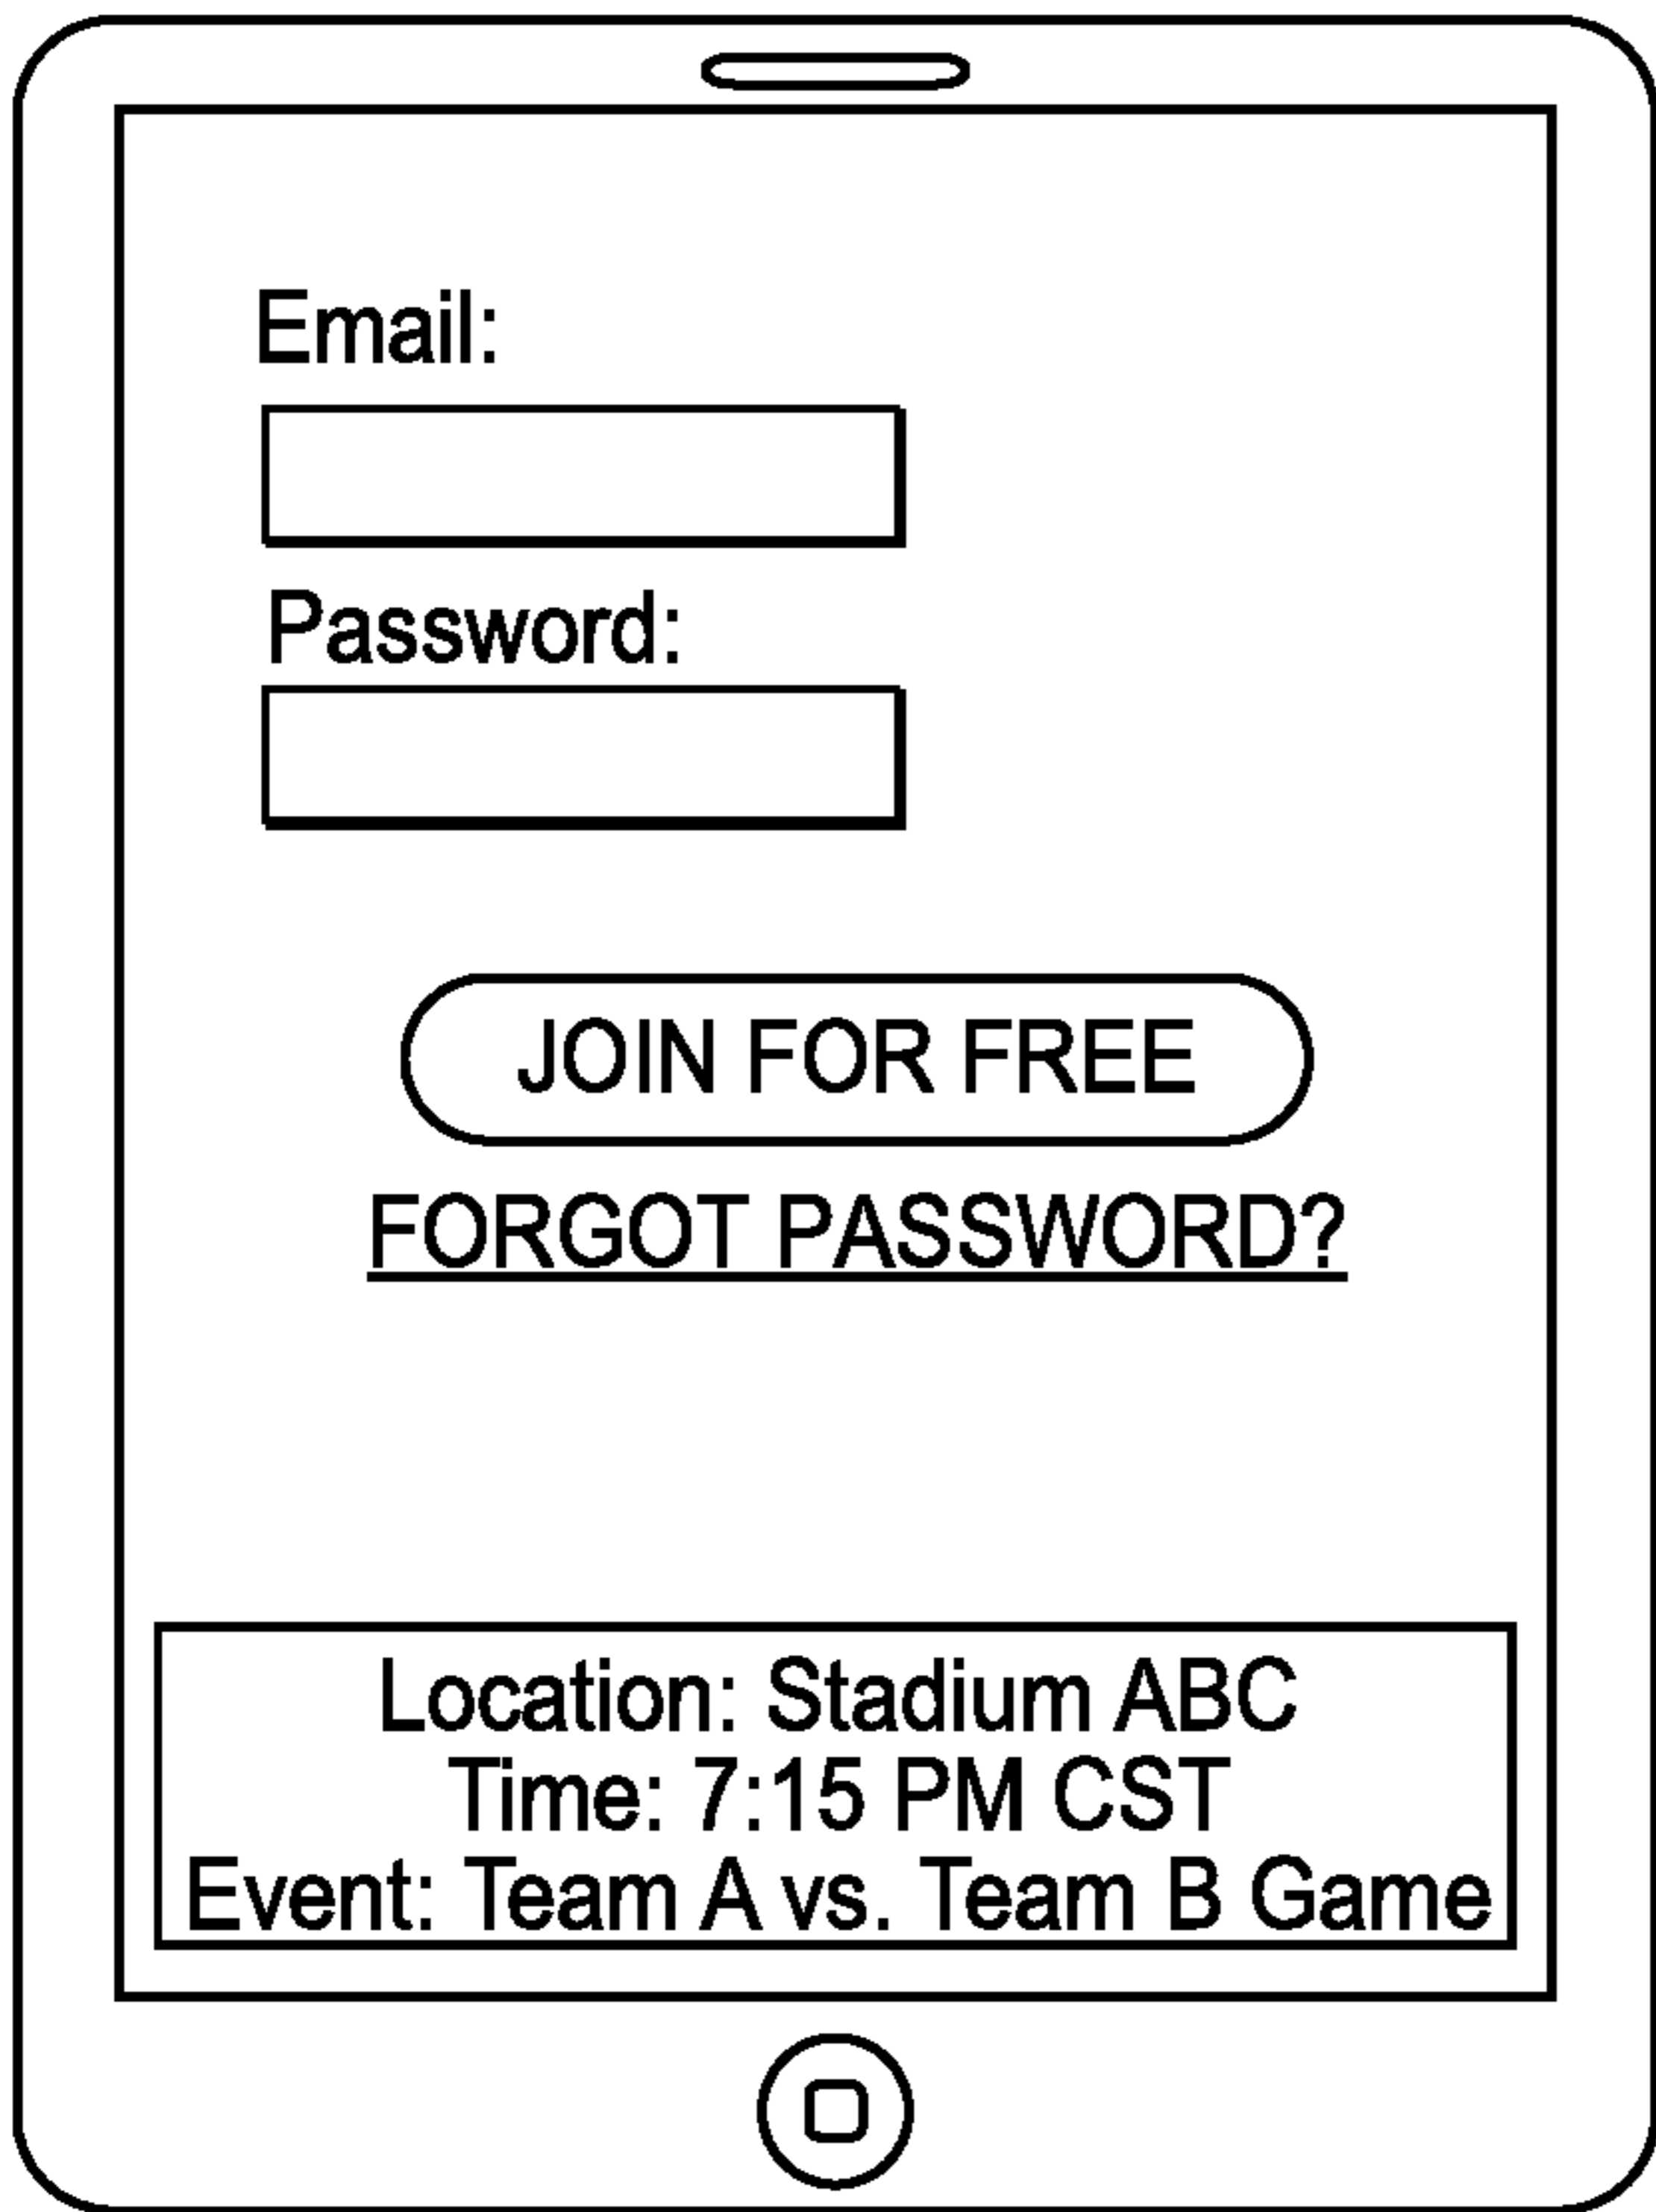 Email:
Password:
JOIN FOR FREE
FORGOT PASSWORD?
Location: Stadium ABC
Time: 7:15 PM CST
Event: Team A vs. Team B Game